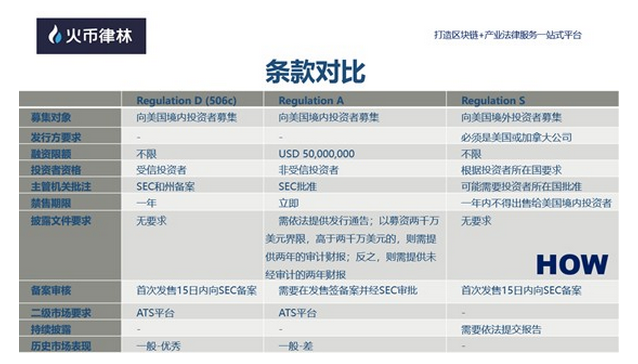 火币律林
打造区块链+产业法律服务一站式平台
条款对比
Regulation D (506c) Regulation A Regulation S
募集对象 向美国境内投资者募集 向美国境内投资者募集 向美国境外投资者募集
发行方要求 - - 必须是美国或加拿大公司
融资限额 不限 USD 50,000,000 不限
投资者资格 受信投资者 非受信投资者 根据投资者所在国要求
主管机关批注 SEC和州备案 SEC批准 可能需要投资者所在国批准
禁售期限 一年 立即 一年内不得出售给美国境内投资者
披露文件要求 无要求 需依法提供发行通告；以募资两千万 无要求
美元界限，高于两千万美元的，则需提
供两年的审计财报；反之，则需提供未
经审计的两年财报
HOW
备案审核 首次发售15日内向SEC备案 需要在发售签备案并经SEC审批 首次发售15日内向SEC备案
二级市场要求 ATS平台 ATS平台 -
持续披露 - - 需要依法提交报告
历史市场表现 一般-优秀 一般-差 -